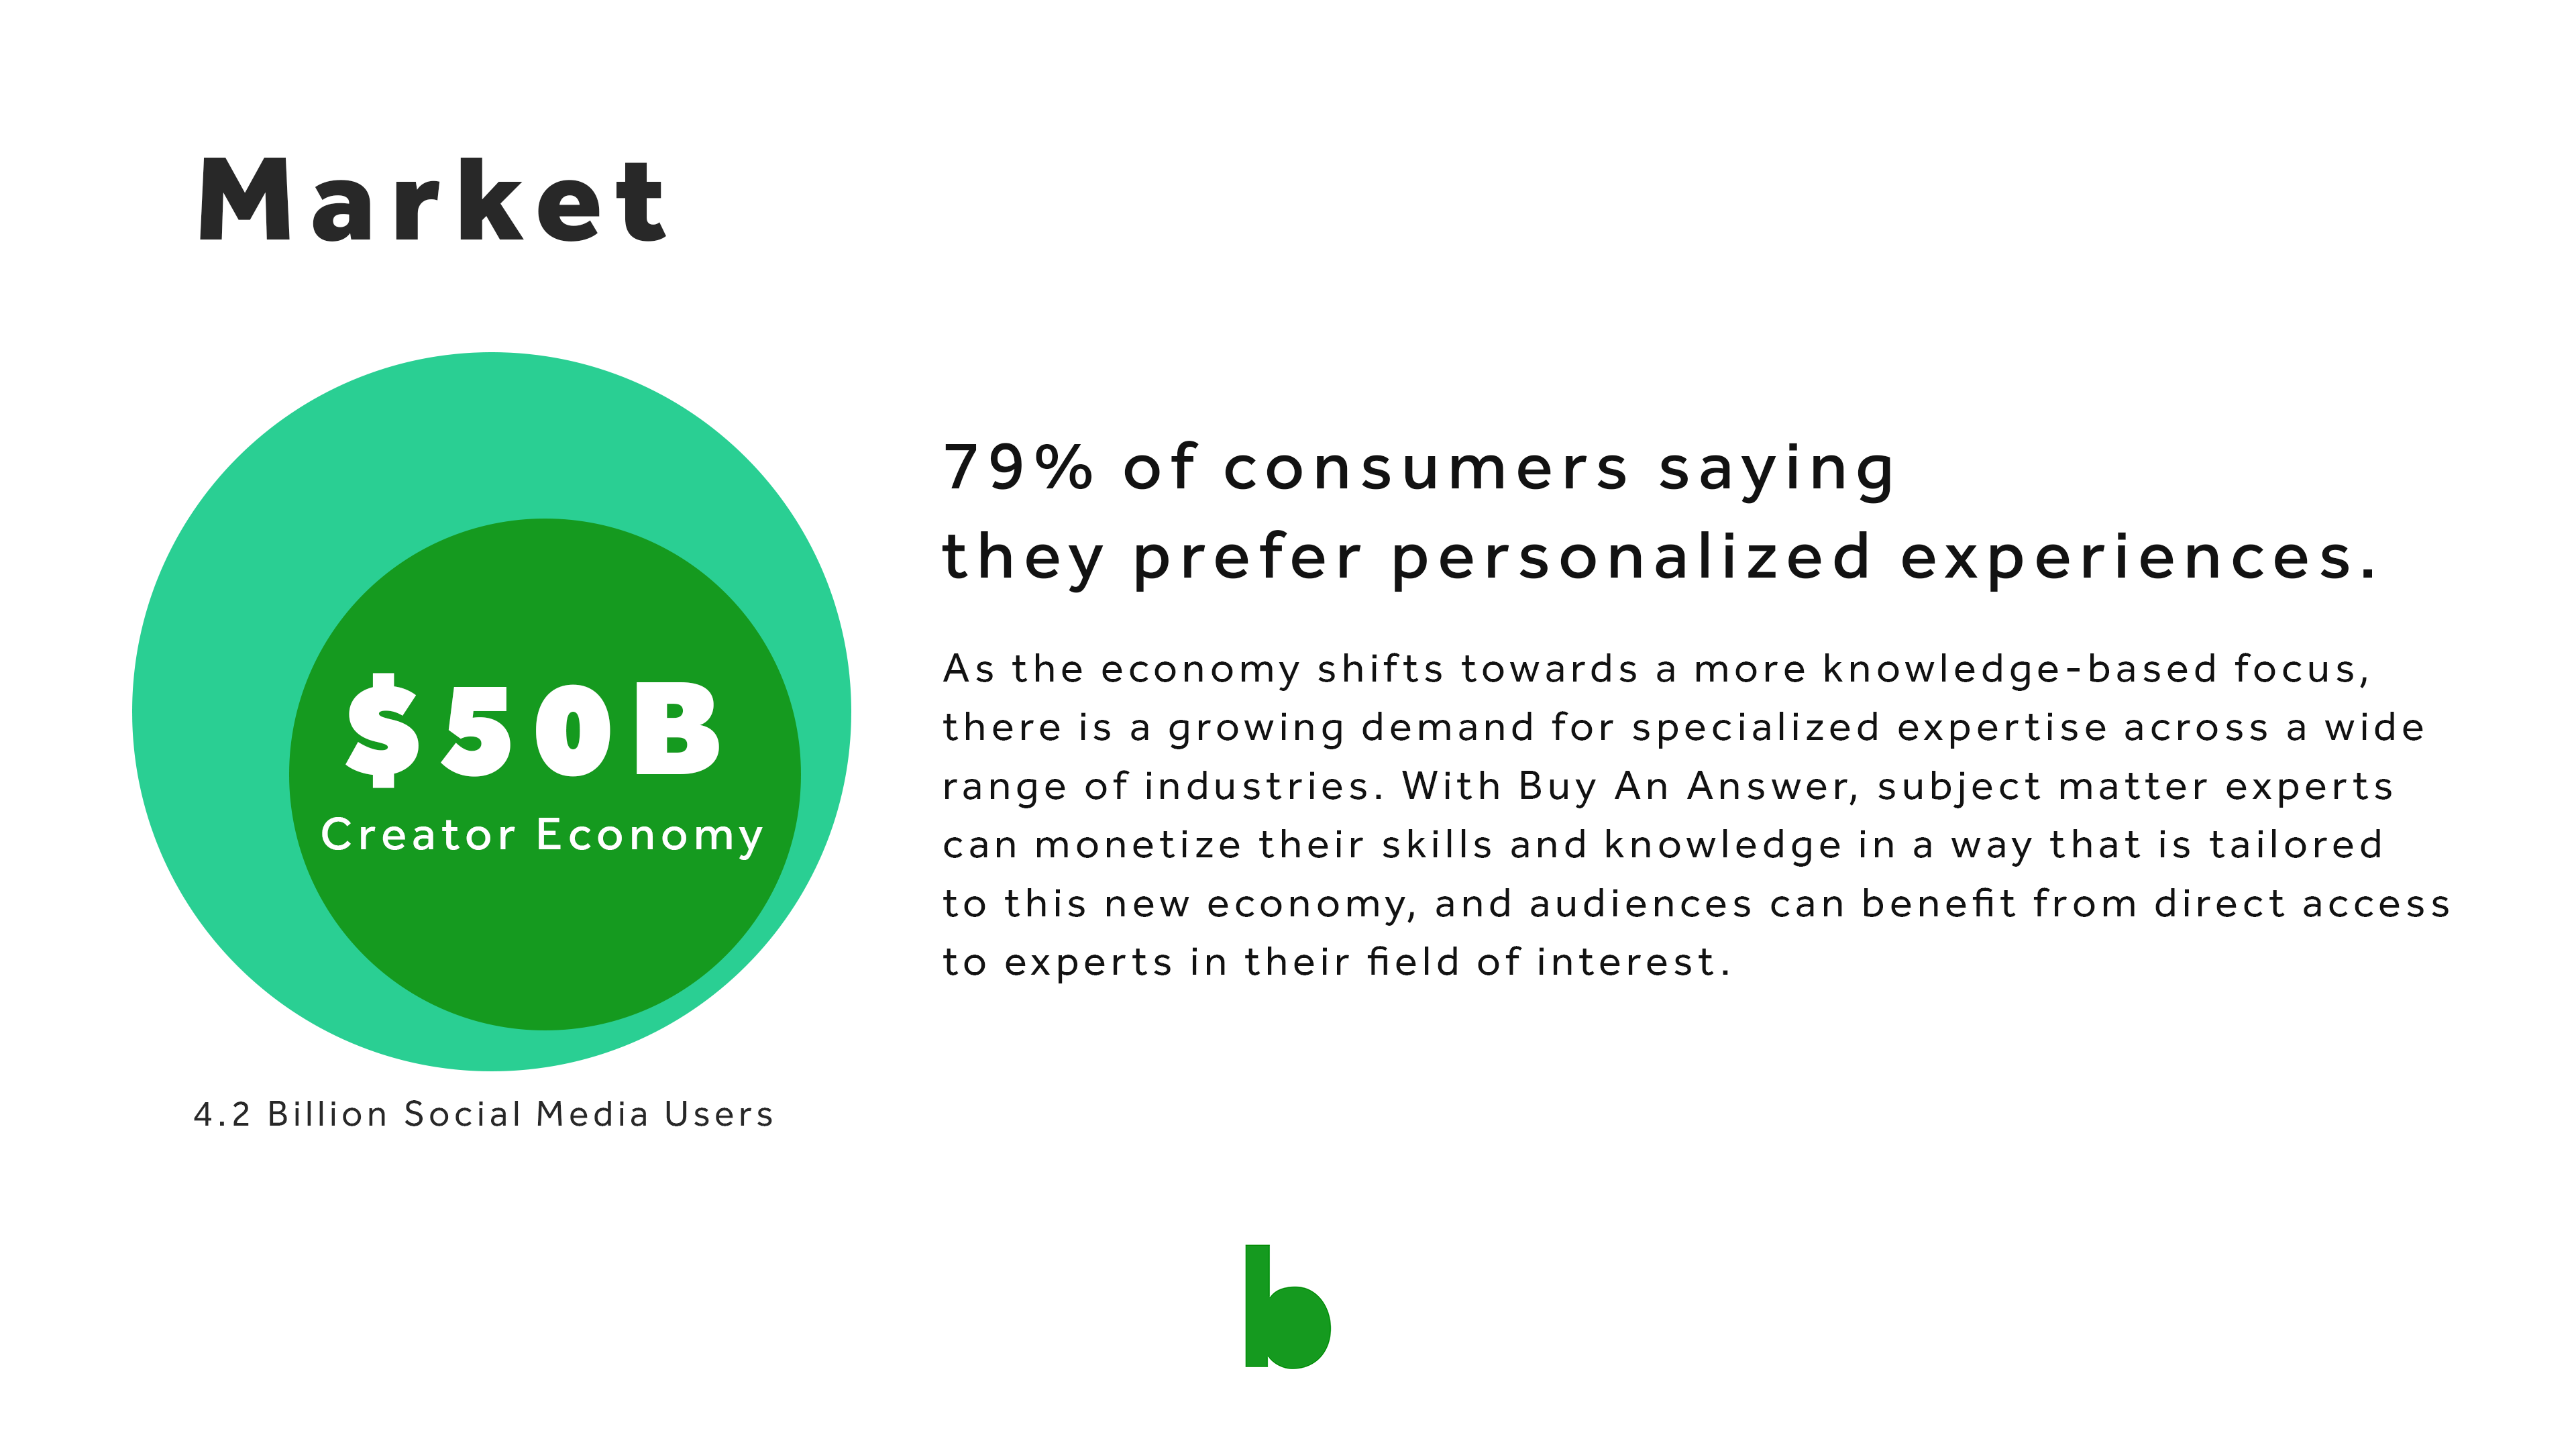 Market
$50B
Creator Economy
4.2 Billion Social Media Users
79% of consumers saying
they prefer personalized experiences.
As the economy shifts towards a more knowledge-based focus,
there is a growing demand for specialized expertise across a wide
range of industries. With Buy An Answer, subject matter experts
can monetize their skills and knowledge in a way that is tailored
to this new economy, and audiences can benefit from direct access
to experts in their field of interest.
b